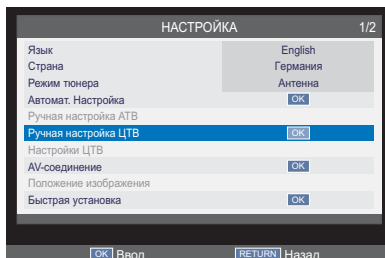 НАСТРОЙКА 1/2
Язык English
Страна Германия
Режим тюнера Антенна
Автомат. Настройка OK
Ручная настройка АТВ
Ручная настройка ЦТВ OK
Настройки ЦТВ
AV-соединение OK
Положение изображения
Быстрая установка OK
OK Ввод RETURN Назад